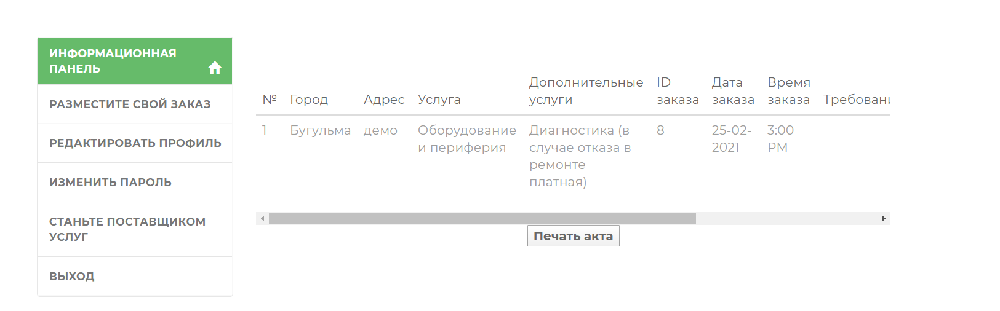 ИНФОРМАЦИОННАЯ
ПАНЕЛЬ
РАЗМЕСТИТЕ СВОЙ ЗАКАЗ
РЕДАКТИРОВАТЬ ПРОФИЛЬ
ИЗМЕНИТЬ ПАРОЛЬ
СТАНЬТЕ ПОСТАВЩИКОМ
УСЛУГ
ВЫХОД
Дополнительные ID Дата Время
№ Город Адрес Услуга услуги заказа заказа заказа
1 Бугульма демо Оборудование Диагностика (в 8 25-02- 3:00
и периферия случае отказа в 2021 PM
ремонте
платная)
Печать акта